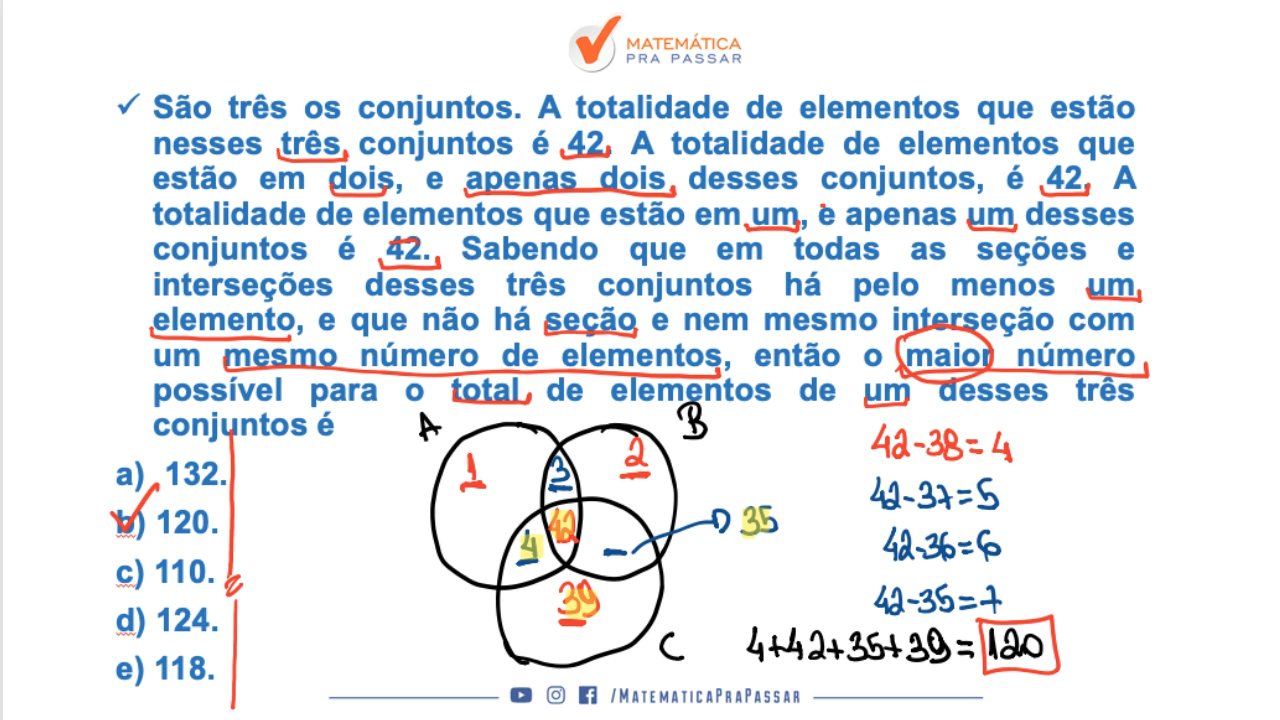 MATEMÁTICA
PRA PASSAR
✓ São três os conjuntos. A totalidade de elementos que estão
nesses três conjuntos é 42. A totalidade de elementos que
estão em dois, e apenas dois desses conjuntos, é 42. A
totalidade de elementos que estão em um, e apenas um desses
conjuntos é 42. Sabendo que em todas as seções e
interseções desses três conjuntos há pelo menos um
elemento, e que não há seção e nem mesmo interseção com
um mesmo número de elementos, então o maior número
possível para o total de elementos de um desses três
conjuntos é
a) 132.
b) 120.
c) 110.
d) 124.
e) 118.
A
B
1
3
2
42
4
35
39
C
42-38=4
42-37=5
42-36=6
42-35=7
4+42+35+39=120
/MATEMATICAPRAPASSAR